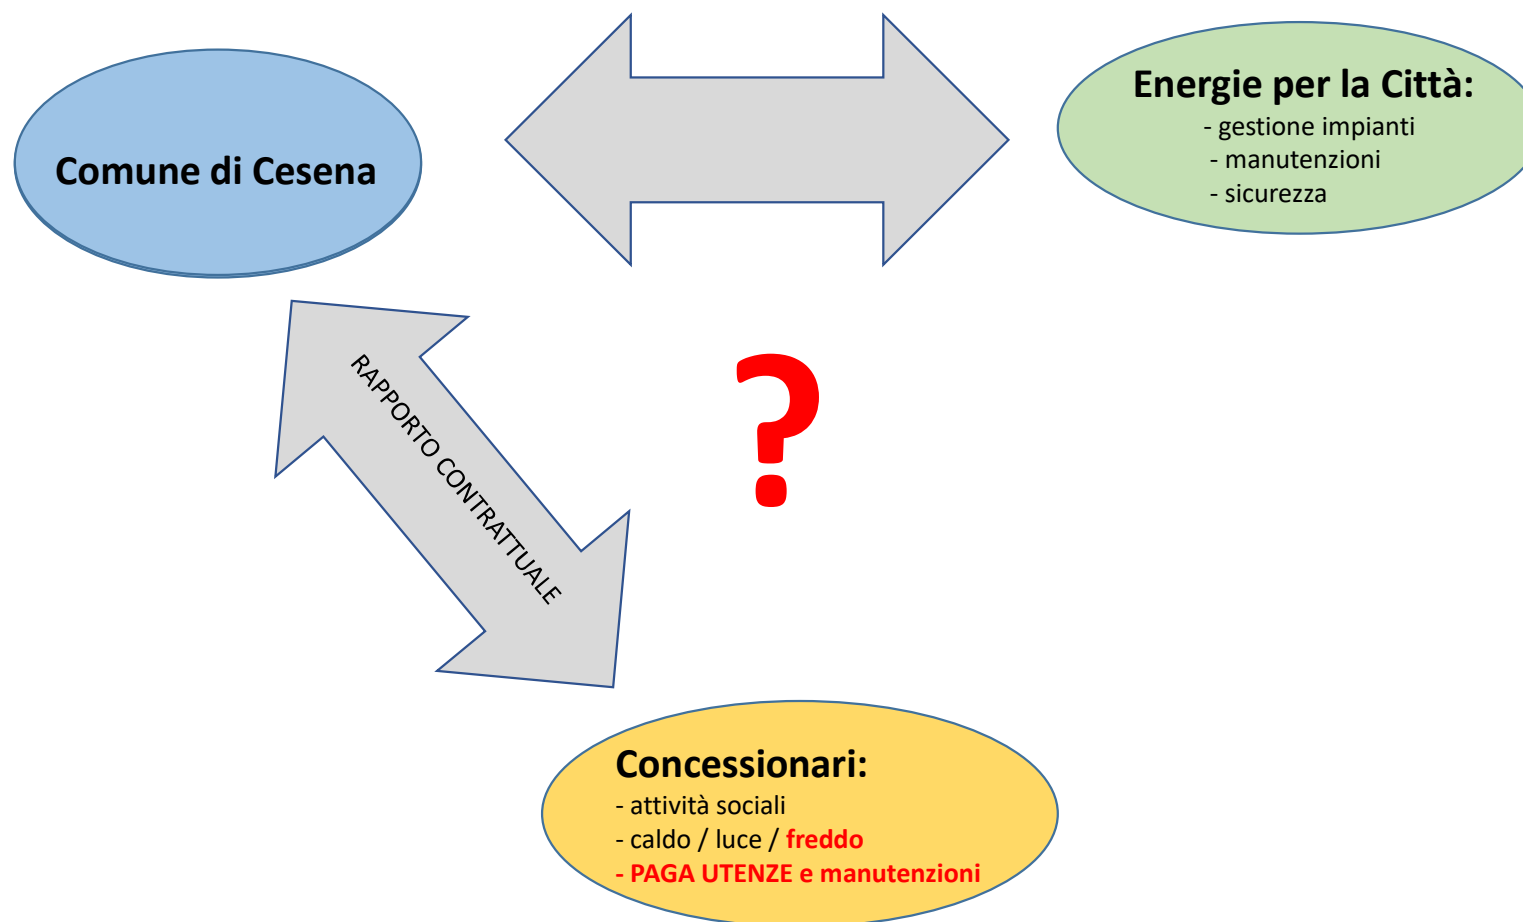 Comune di Cesena
Energie per la Città:
- gestione impianti
- manutenzioni
- sicurezza
?
RAPPORTO CONTRATTUALE
Concessionari:
- attività sociali
- caldo / luce / freddo
- PAGA UTENZE e manutenzioni